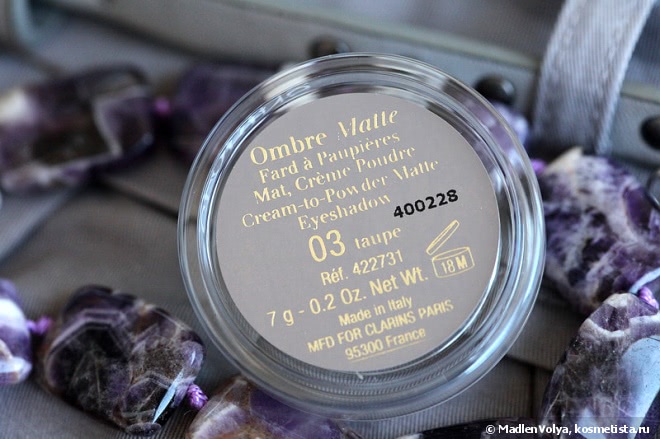 Ombre Matte
Fard à Paupières
Mat, Crème Poudre
Cream-to-Powder Matte
Eyeshadow
400228
03 taupe
Réf. 422731
18 M
7 g - 0.2 Oz. Net Wt.
Made in Italy
MFD FOR CLARINS PARIS
95300 France
© MadlenVolya, kosmetista.ru